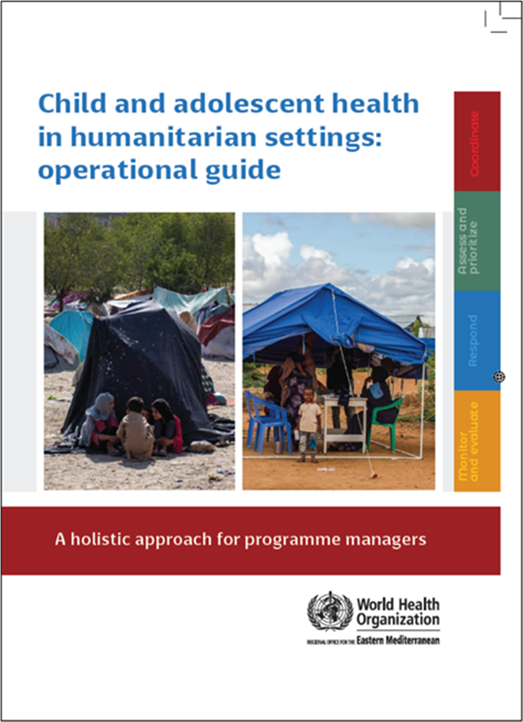 Child and adolescent health
in humanitarian settings:
operational guide
Coordinate
Assess and
prioritize
Respond
Monitor
and evaluate
A holistic approach for programme managers
World Health
Organization
REGIONAL OFFICE FOR THE Eastern Mediterranean